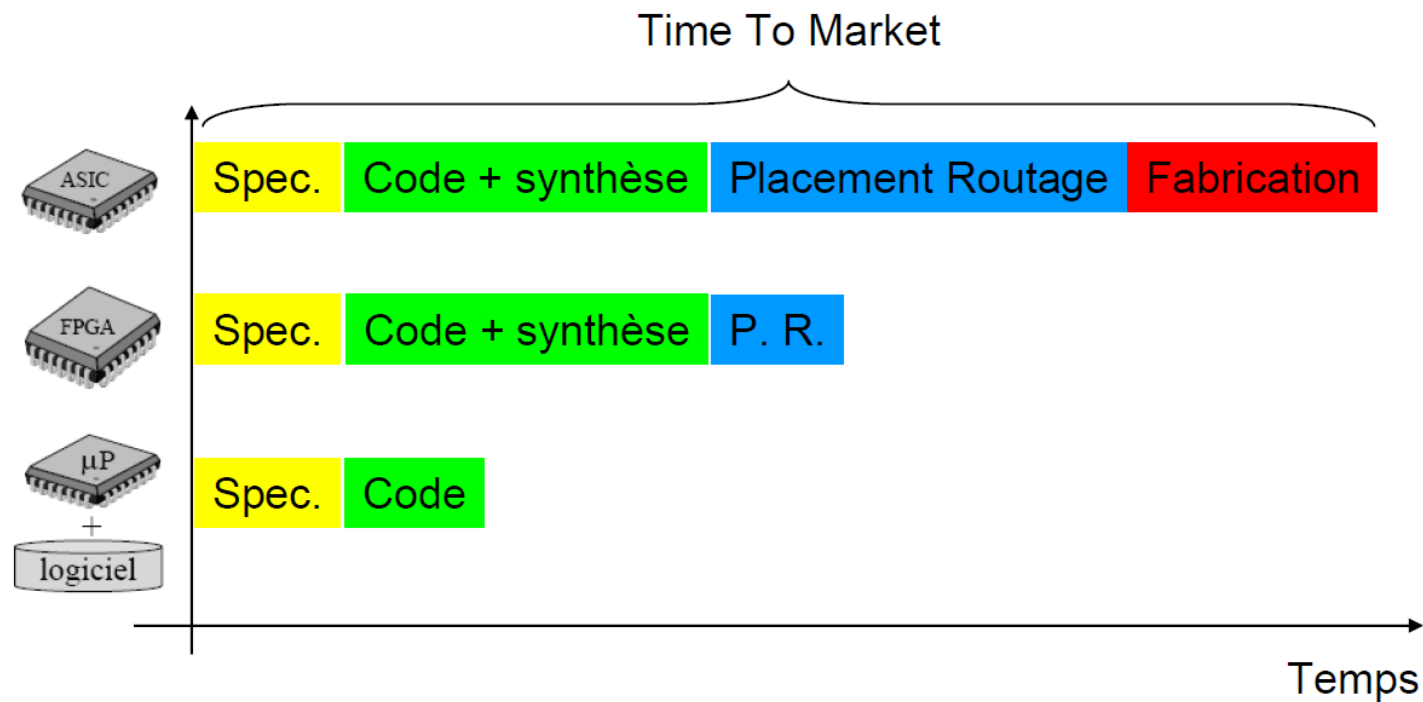 Time To Market
ASIC
Spec.
Code + synthèse
Placement Routage
Fabrication
FPGA
Spec.
Code + synthèse
P. R.
µP
+
logiciel
Spec.
Code
Temps